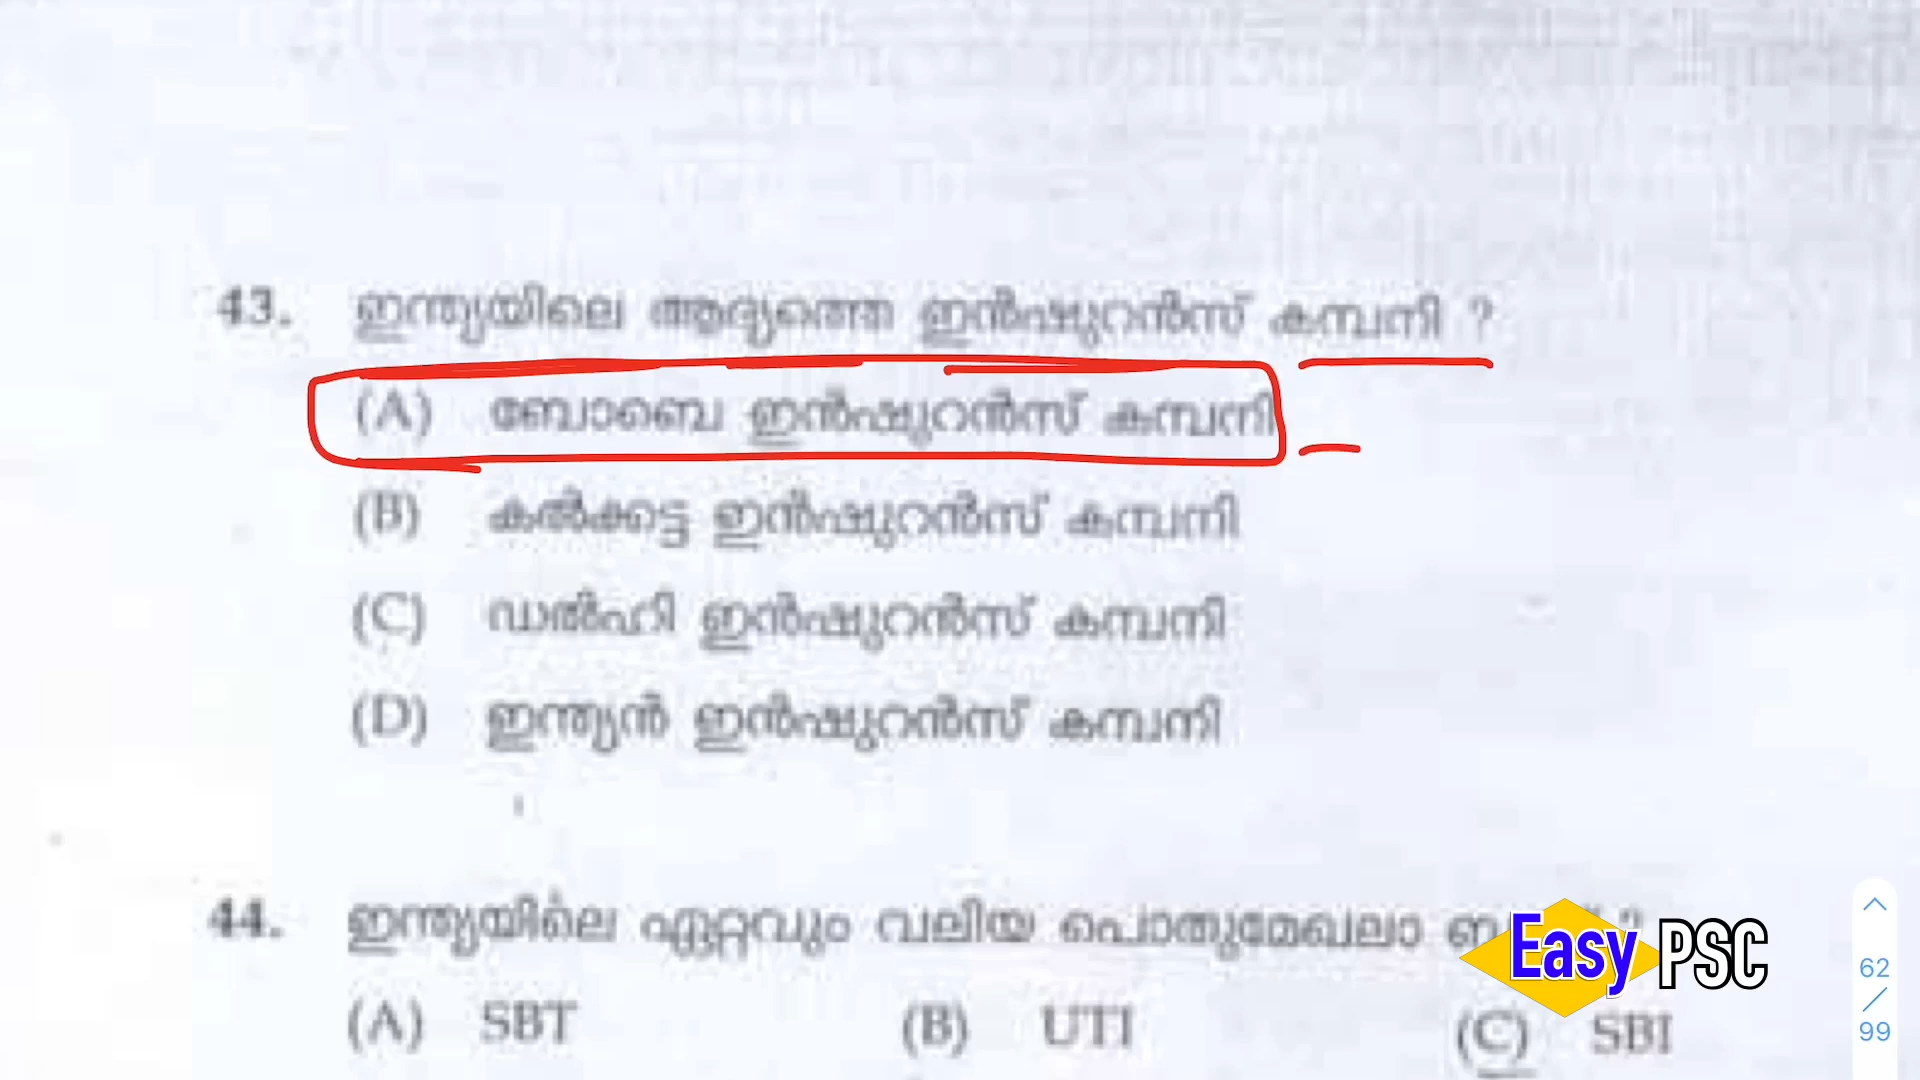 43. ഇന്ത്യയിലെ ആദ്യത്തെ ഇൻഷുറൻസ് കമ്പനി ?
(A) ബോബെ ഇൻഷുറൻസ് കമ്പനി
(B) കൽക്കട്ട ഇൻഷുറൻസ് കമ്പനി
(C) ഡൽഹി ഇൻഷുറൻസ് കമ്പനി
(D) ഇന്ത്യൻ ഇൻഷുറൻസ് കമ്പനി
44. ഇന്ത്യയിലെ ഏറ്റവും വലിയ പൊതുമേഖലാ ?
Easy PSC
(A) SBT (B) UTI (C) SBI
62
/
99